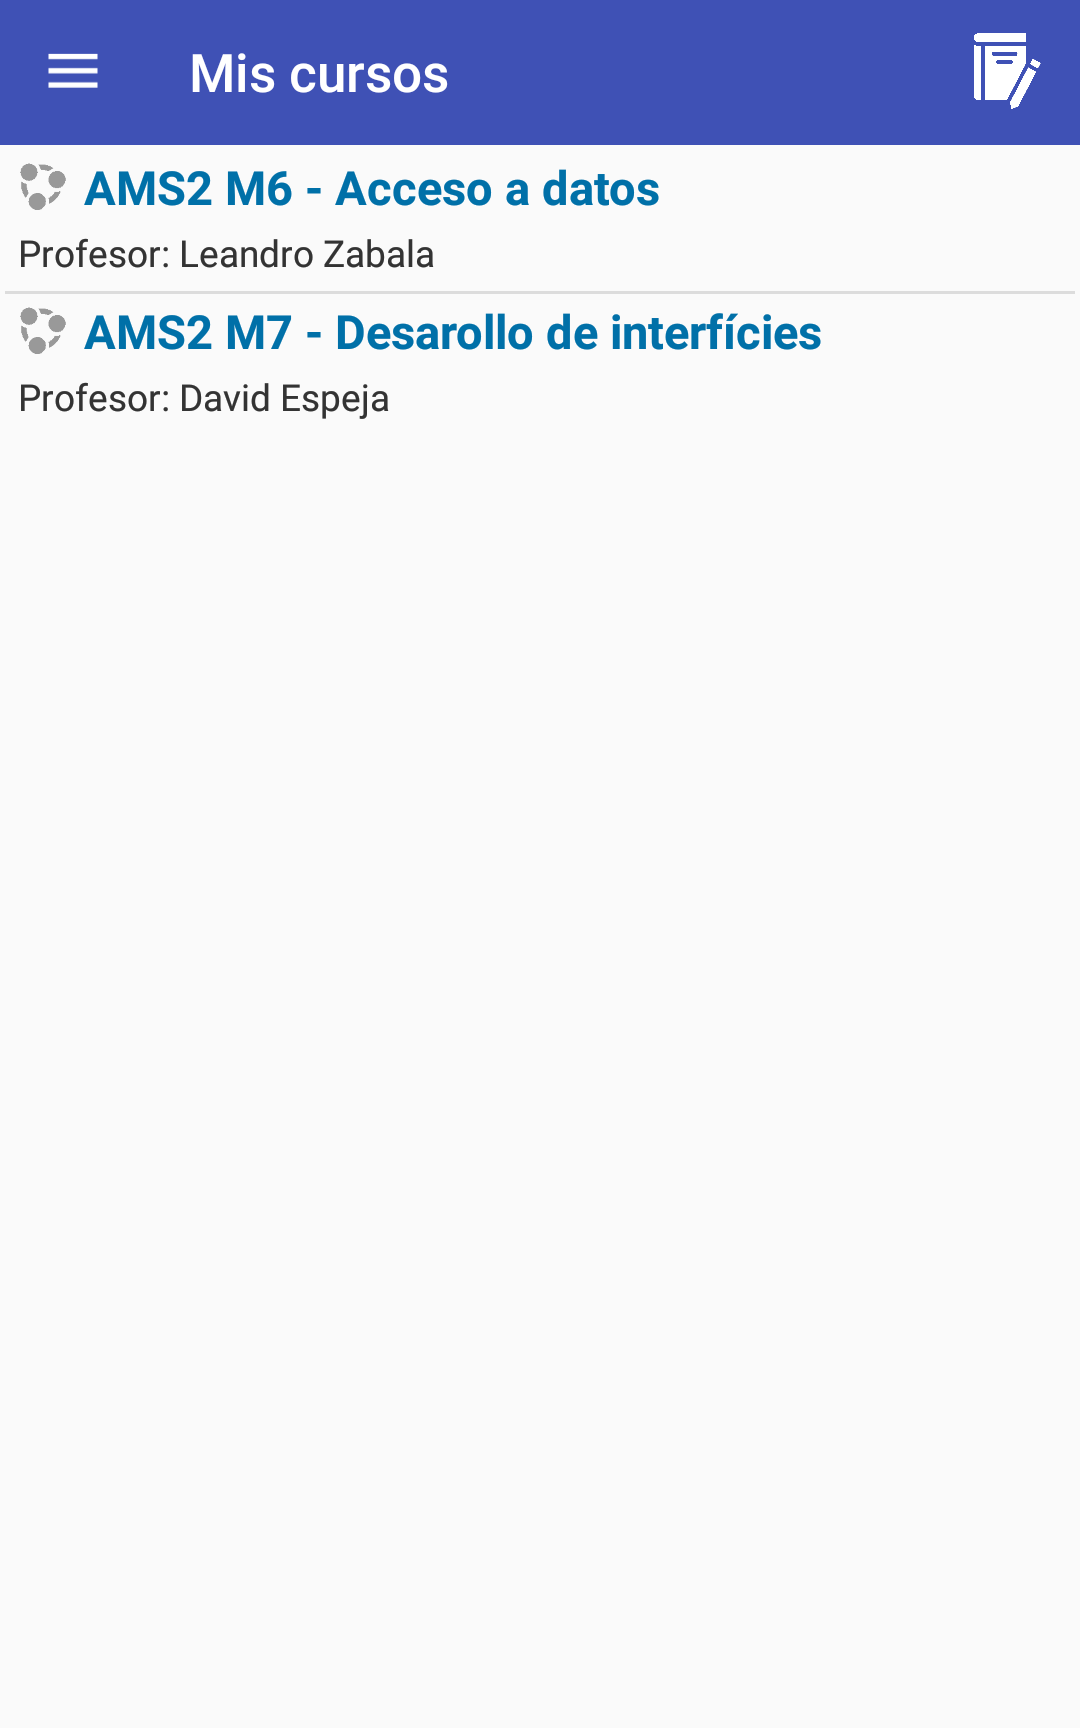 Mis cursos
AMS2 M6 - Acceso a datos
Profesor: Leandro Zabala
AMS2 M7 - Desarollo de interfícies
Profesor: David Espeja